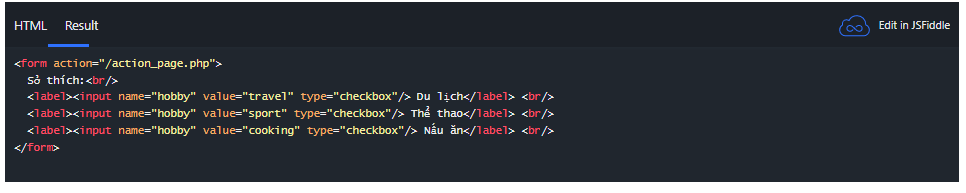 HTML Result Edit in JSFiddle
<form action="/action_page.php">
  Sở thích:<br/>
  <label><input name="hobby" value="travel" type="checkbox"/> Du lịch</label> <br/>
  <label><input name="hobby" value="sport" type="checkbox"/> Thể thao</label> <br/>
  <label><input name="hobby" value="cooking" type="checkbox"/> Nấu ăn</label> <br/>
</form>